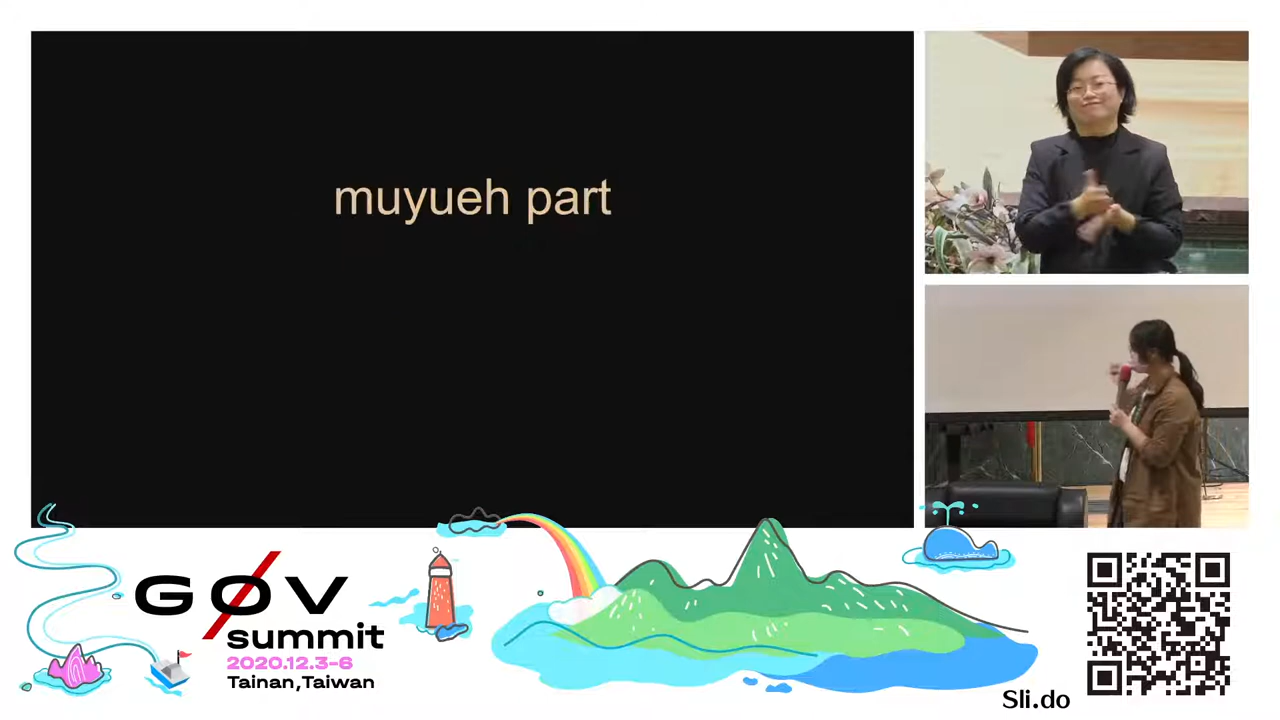 muyueh part
GØV
summit
2020.12.3-6
Tainan,Taiwan
Sli.do